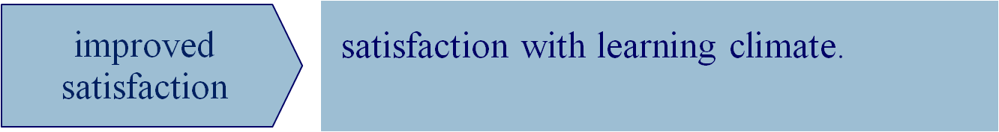 improved
satisfaction
satisfaction with learning climate.